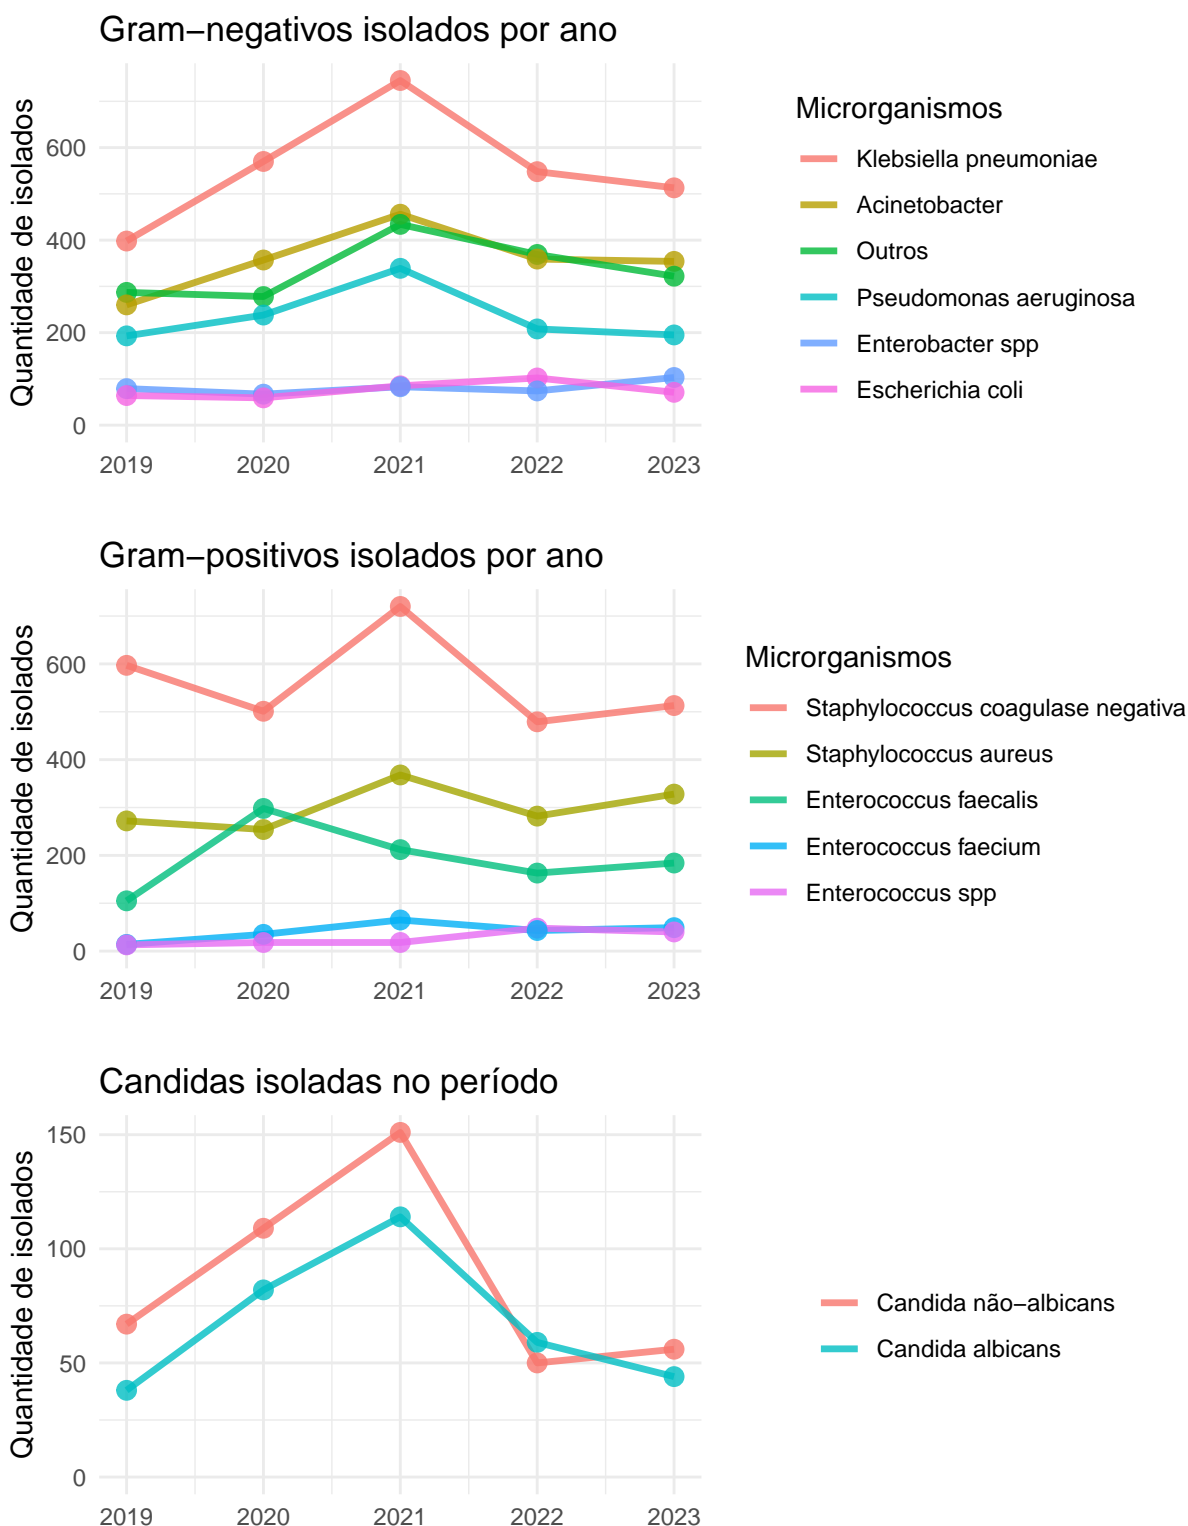 Gram−negativos isolados por ano
Quantidade de isolados
600
400
200
0
2019 2020 2021 2022 2023
Microrganismos
Klebsiella pneumoniae
Acinetobacter
Outros
Pseudomonas aeruginosa
Enterobacter spp
Escherichia coli
Gram−positivos isolados por ano
Quantidade de isolados
600
400
200
0
2019 2020 2021 2022 2023
Microrganismos
Staphylococcus coagulase negativa
Staphylococcus aureus
Enterococcus faecalis
Enterococcus faecium
Enterococcus spp
Candidas isoladas no período
Quantidade de isolados
150
100
50
0
2019 2020 2021 2022 2023
Candida não−albicans
Candida albicans